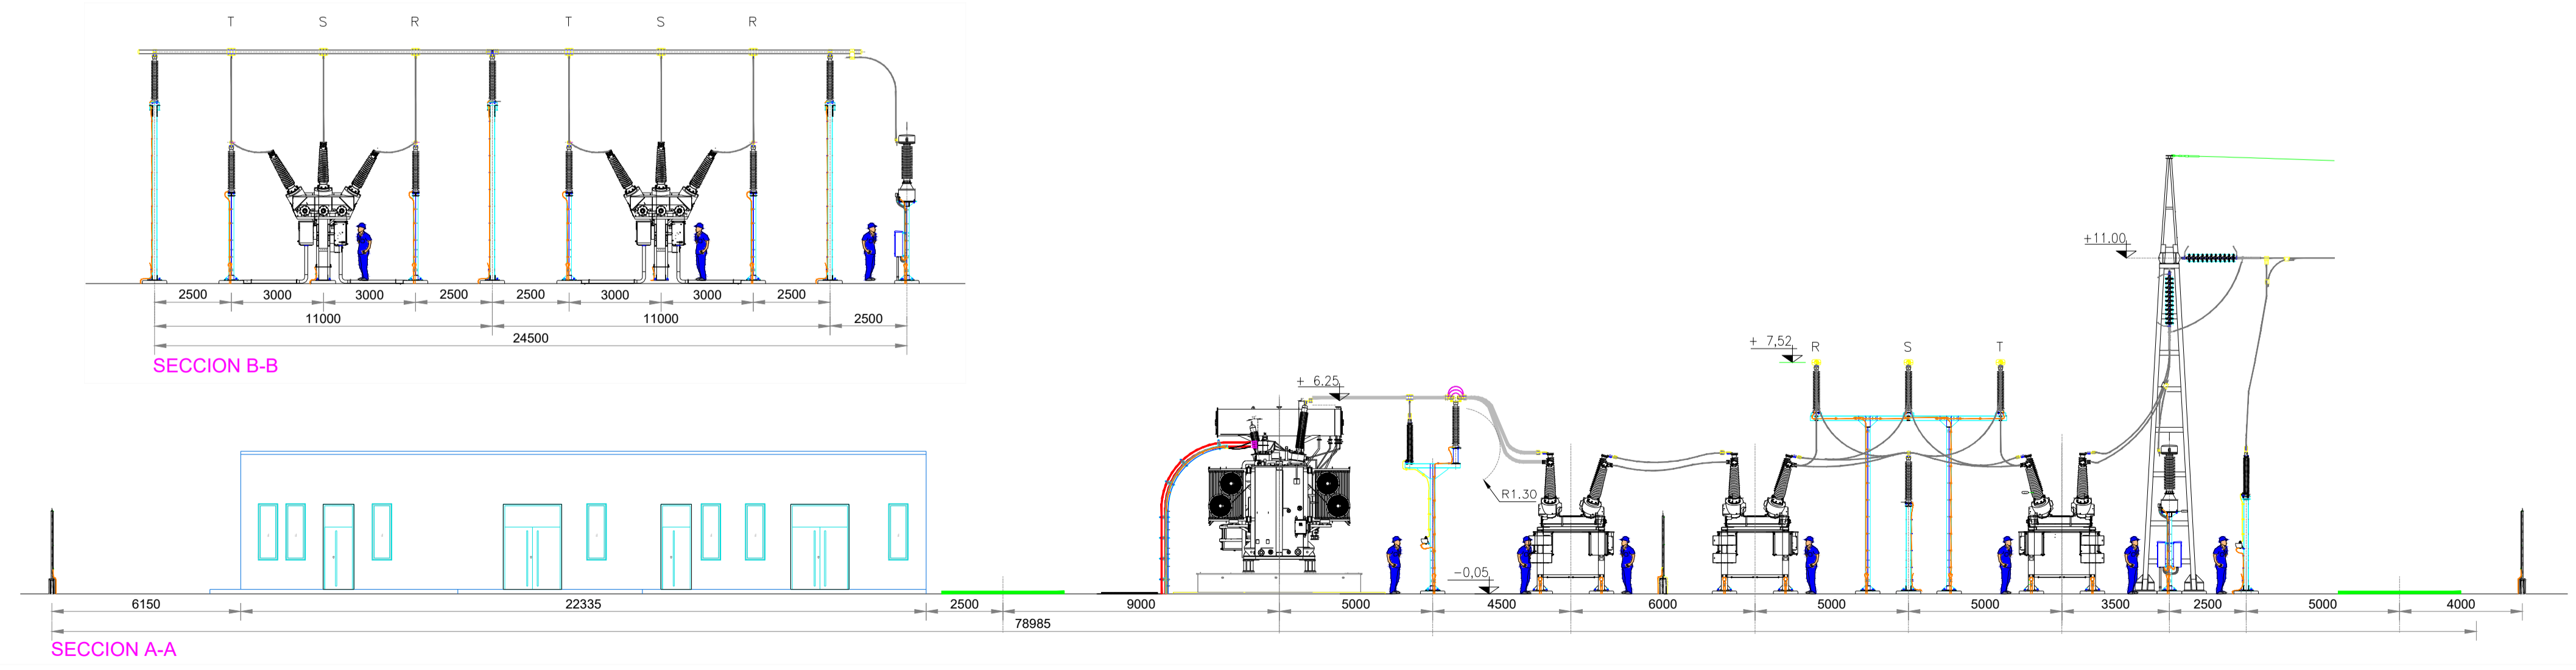 T S R T S R
2500 3000 3000 2500 2500 3000 3000 2500
11000 11000 2500
24500
SECCION B-B
+11.00
+ 7,52 R S T
+ 6.25
R1.30
-0,05
6150 22335 2500 9000 5000 4500 6000 5000 5000 3500 2500 5000 4000
78985
SECCION A-A